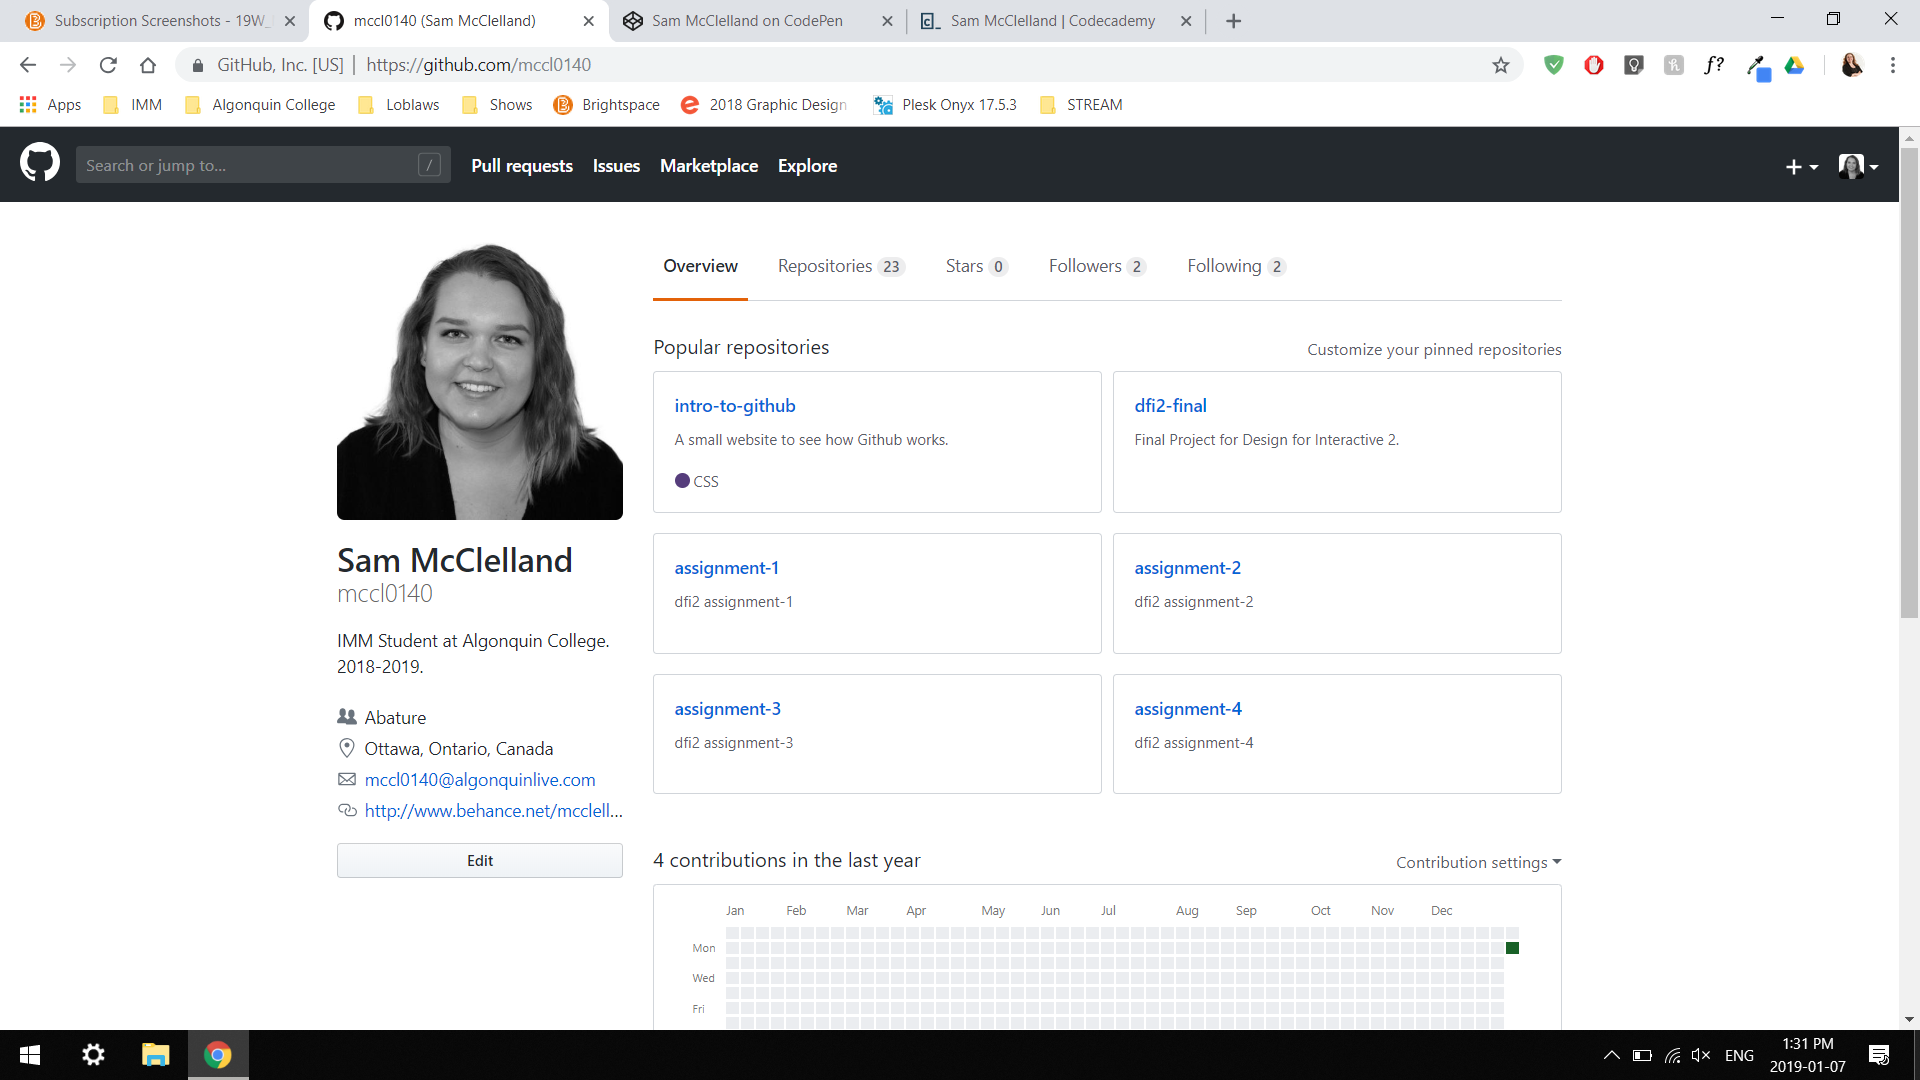 Subscription Screenshots - 19W_
mccl0140 (Sam McClelland)
Sam McClelland on CodePen
Sam McClelland | Codecademy
GitHub, Inc. [US] | https://github.com/mccl0140
Apps
IMM
Algonquin College
Loblaws
Shows
Brightspace
2018 Graphic Design
Plesk Onyx 17.5.3
STREAM
Search or jump to...
/
Pull requests
Issues
Marketplace
Explore
Overview
Repositories 23
Stars 0
Followers 2
Following 2
Popular repositories
Customize your pinned repositories
intro-to-github
A small website to see how Github works.
CSS
dfi2-final
Final Project for Design for Interactive 2.
assignment-1
dfi2 assignment-1
assignment-2
dfi2 assignment-2
assignment-3
dfi2 assignment-3
assignment-4
dfi2 assignment-4
Sam McClelland
mccl0140
IMM Student at Algonquin College.
2018-2019.
Abature
Ottawa, Ontario, Canada
mccl0140@algonquinlive.com
http://www.behance.net/mcclell...
Edit
4 contributions in the last year
Contribution settings
Jan Feb Mar Apr May Jun Jul Aug Sep Oct Nov Dec
Mon
Wed
Fri
ENG
1:31 PM
2019-01-07